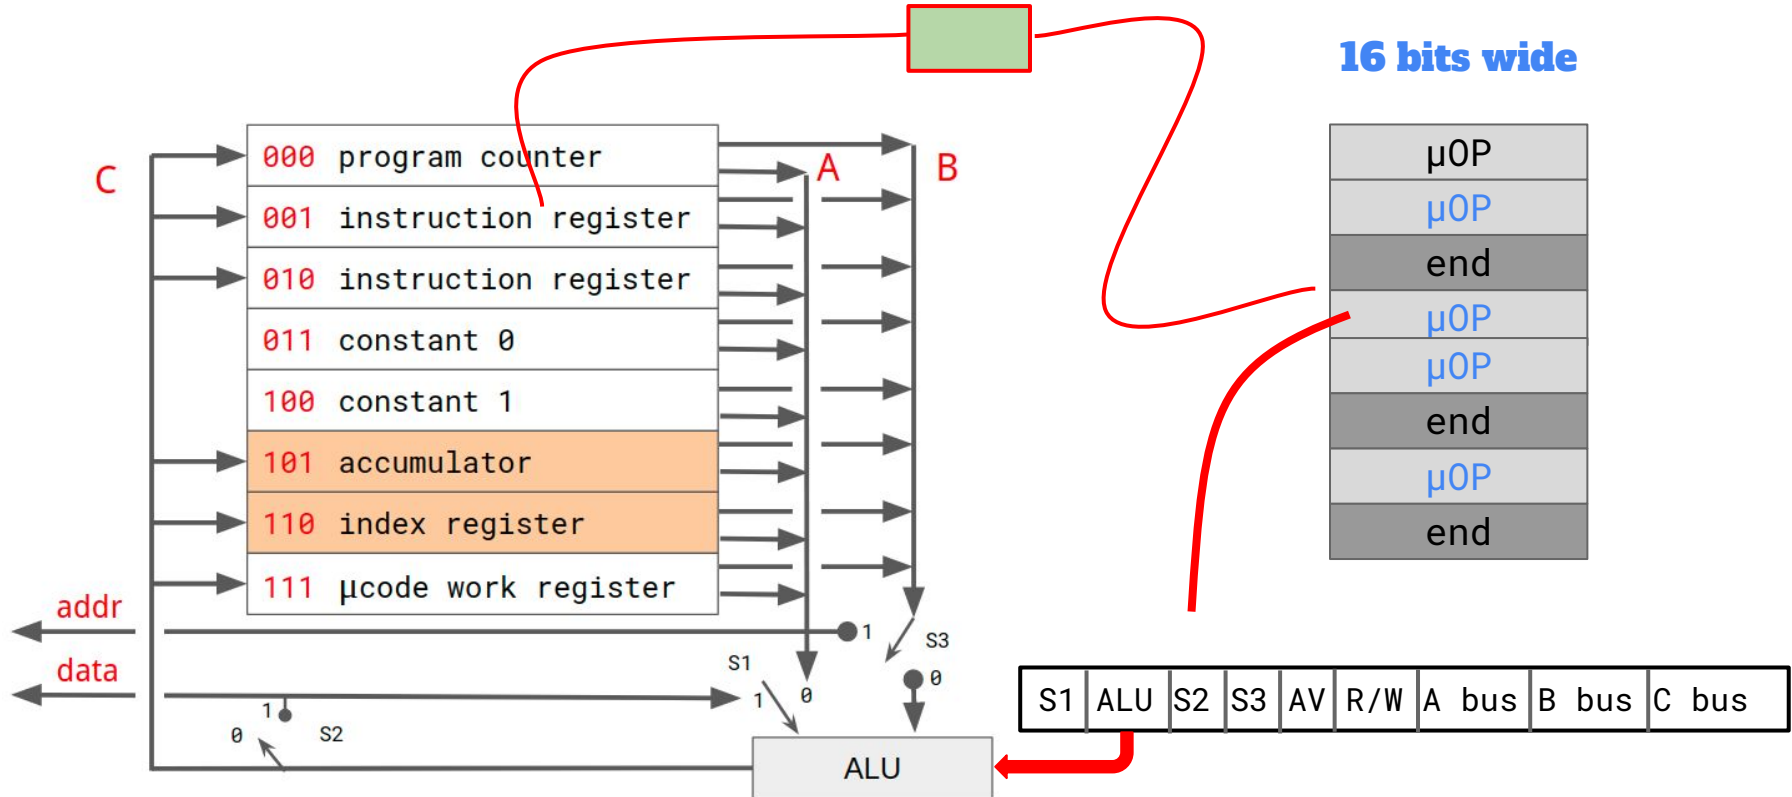 16 bits wide
C
A
B
000 program counter
001 instruction register
010 instruction register
011 constant 0
100 constant 1
101 accumulator
110 index register
111 μcode work register
μOP
μOP
end
μOP
μOP
end
μOP
end
addr
1
S3
data
S1
1
0
0
1
0
S2
S1 ALU S2 S3 AV R/W A bus B bus C bus
ALU